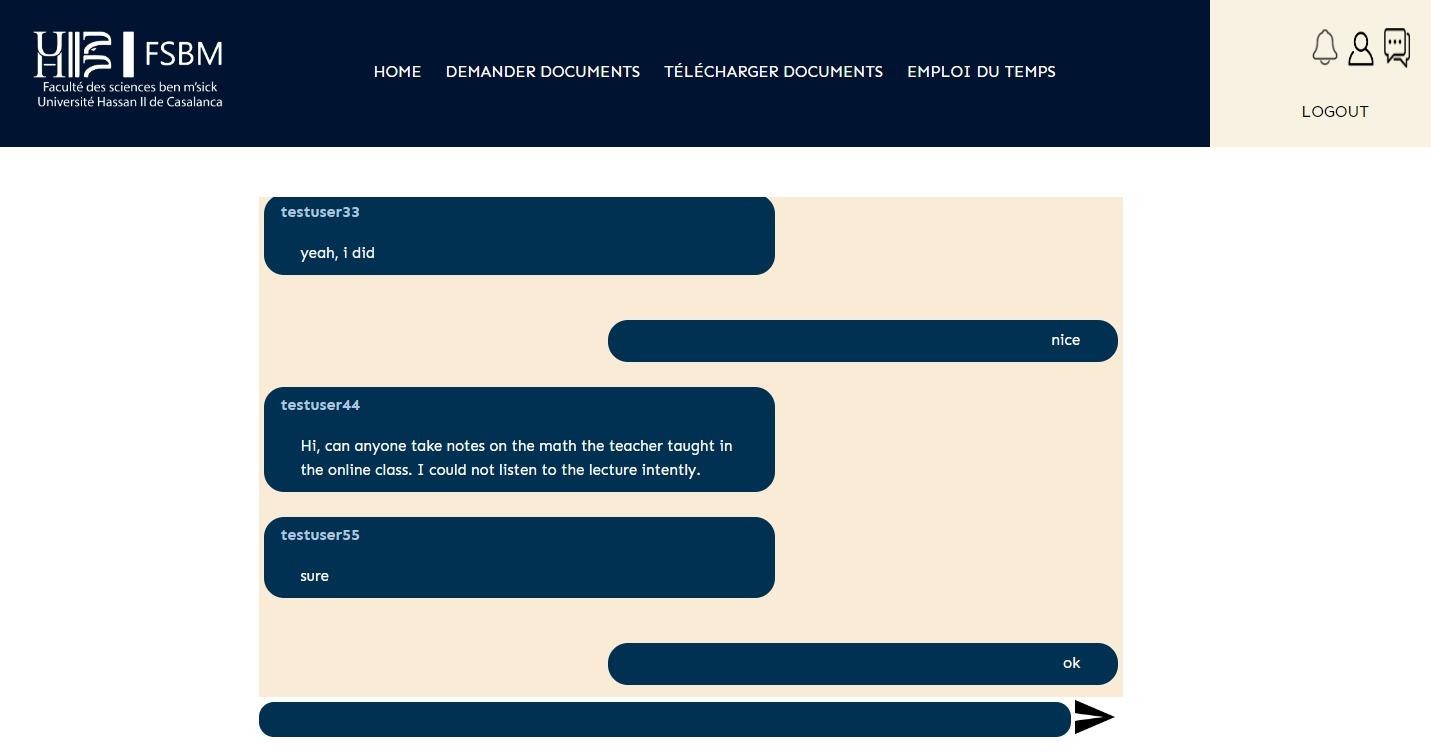 FSBM
Faculté des sciences ben m'sick
Université Hassan II de Casalanca
HOME DEMANDER DOCUMENTS TÉLÉCHARGER DOCUMENTS EMPLOI DU TEMPS
LOGOUT
testuser33
yeah, i did
nice
testuser44
Hi, can anyone take notes on the math the teacher taught in
the online class. I could not listen to the lecture intently.
testuser55
sure
ok